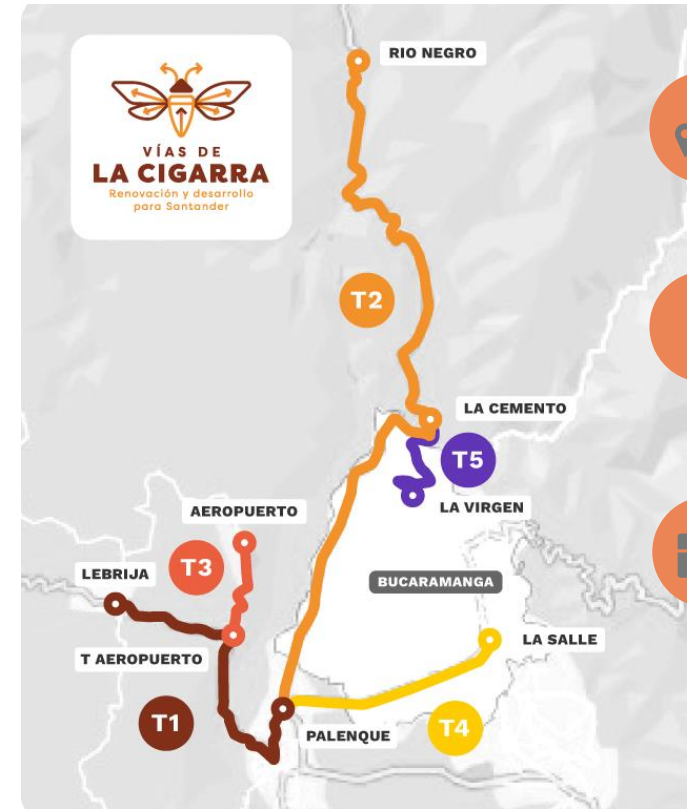 RIO NEGRO
VÍAS DE
LA CIGARRA
Renovación y desarrollo
para Santander
T2
LA CEMENTO
T5
LA VIRGEN
AEROPUERTO
T3
LEBRIJA
BUCARAMANGA
LA SALLE
T AEROPUERTO
T1
T4
PALENQUE